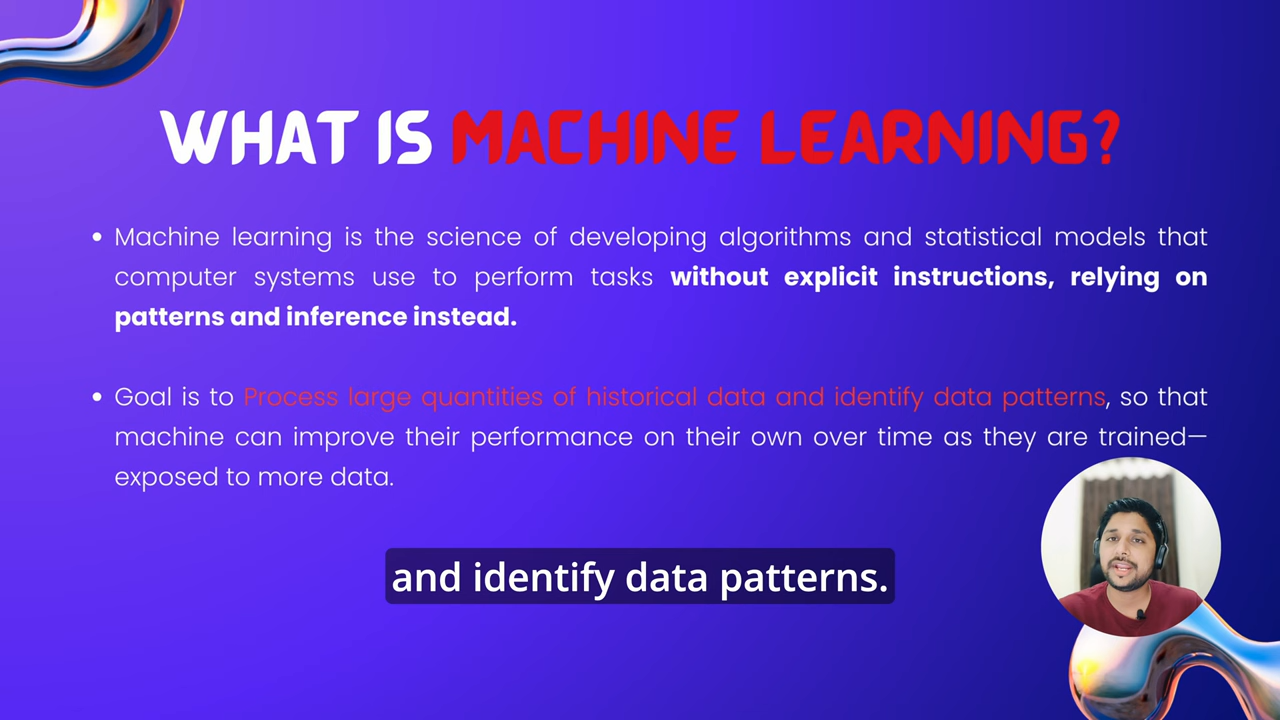 WHAT IS MACHINE LEARNING?
• Machine learning is the science of developing algorithms and statistical models that
computer systems use to perform tasks without explicit instructions, relying on
patterns and inference instead.
• Goal is to Process large quantities of historical data and identify data patterns, so that
machine can improve their performance on their own over time as they are trained—
exposed to more data.
and identify data patterns.